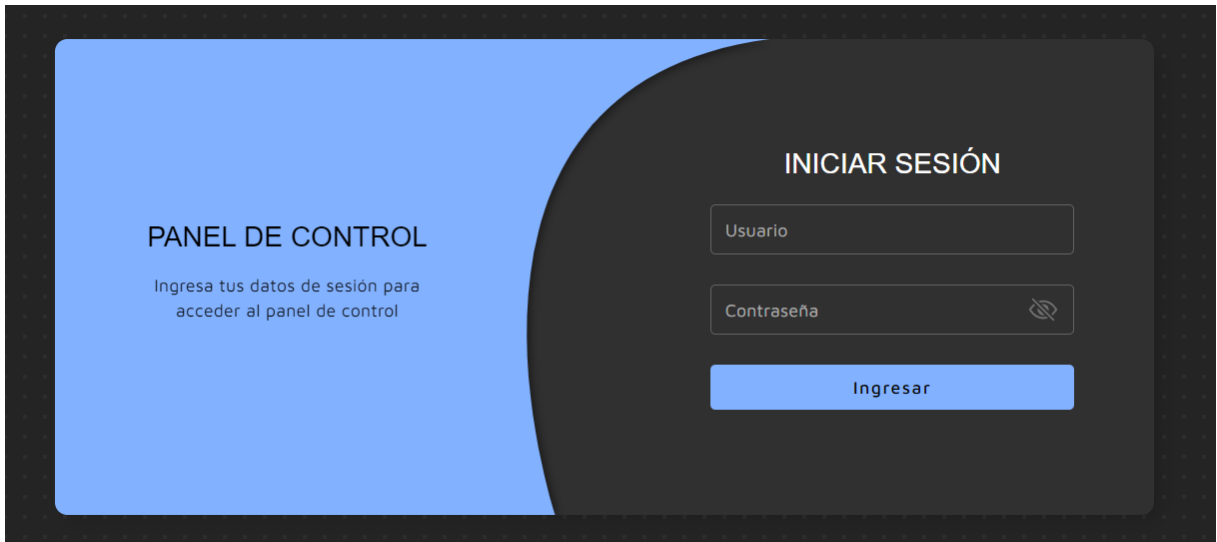 PANEL DE CONTROL
Ingresa tus datos de sesión para
acceder al panel de control
INICIAR SESIÓN
Usuario
Contraseña
Ingresar